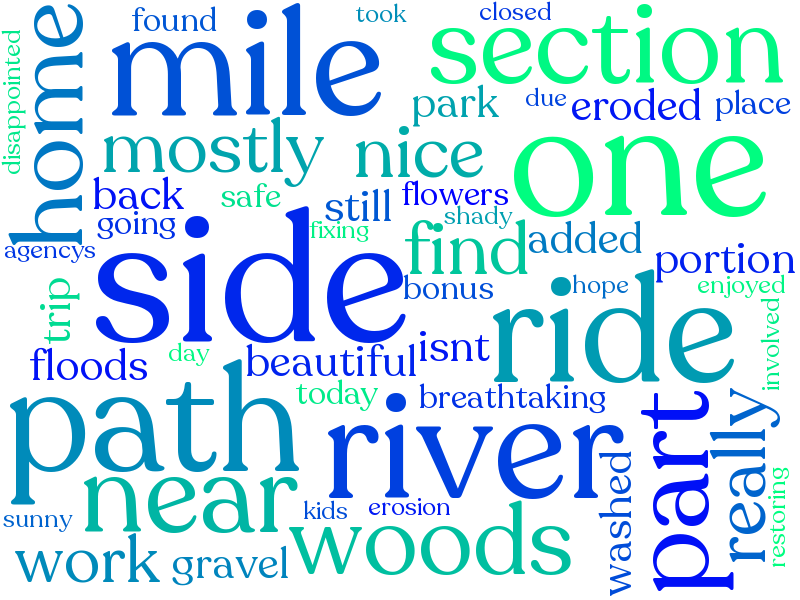 took
closed
found
home
mile
section
disappointed
park
due
eroded
place
mostly
nice
one
back
safe
still
flowers
going
shady
fixing
agencys
side
find
added
portion
bonus
hope
enjoyed
trip
ride
involved
floods
day
beautiful
isnt
path
today
breathtaking
river
part
really
near
washed
restoring
sunny
kids
erosion
woods
work
gravel